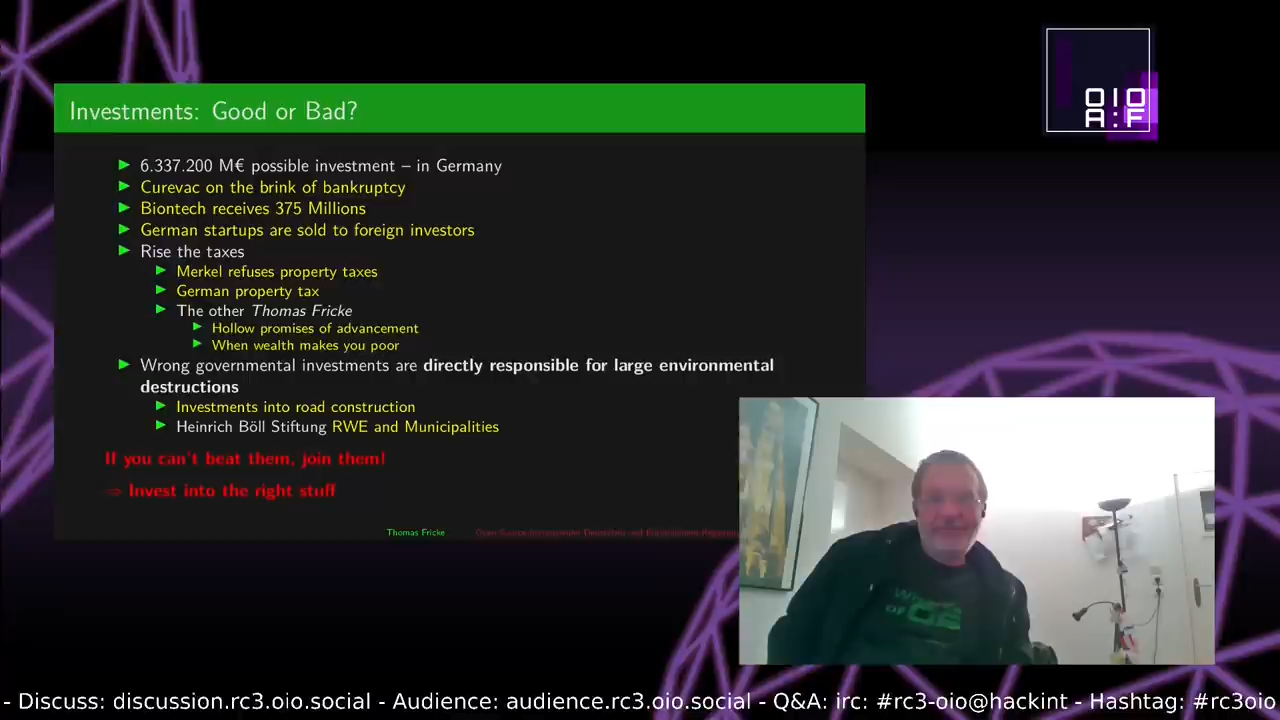 OIO
A:F
Investments: Good or Bad?
6.337.200 M€ possible investment – in Germany
Curevac on the brink of bankruptcy
Biontech receives 375 Millions
German startups are sold to foreign investors
Rise the taxes
Merkel refuses property taxes
German property tax
The other Thomas Fricke
Hollow promises of advancement
When wealth makes you poor
Wrong governmental investments are directly responsible for large environmental
destructions
Investments into road construction
Heinrich Böll Stiftung RWE and Municipalities
If you can't beat them, join them!
⇒ Invest into the right stuff
Thomas Fricke
OF
- Discuss: discussion.rc3.oio.social - Audience: audience.rc3.oio.social - Q&A: irc: #rc3-oio@hackint - Hashtag: #rc3oio